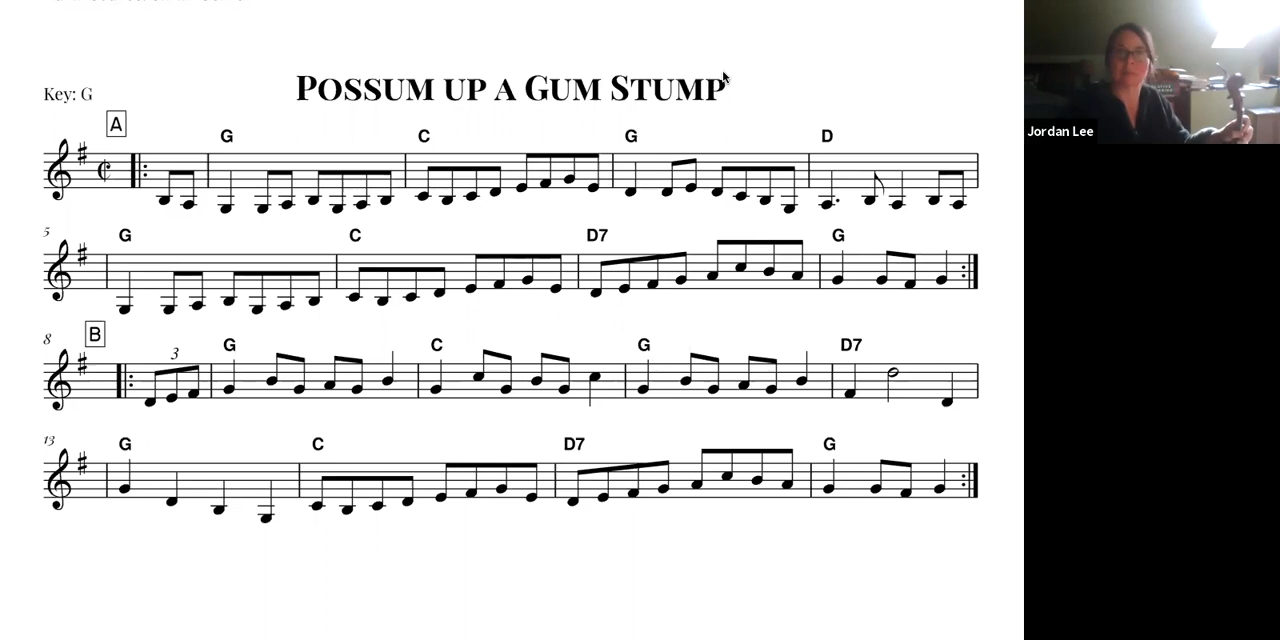 POSSUM UP A GUM STUMP
Key: G
A
G C G D
5
G C D7 G
8
B
3
G C G D7
13
G C D7 G
Jordan Lee